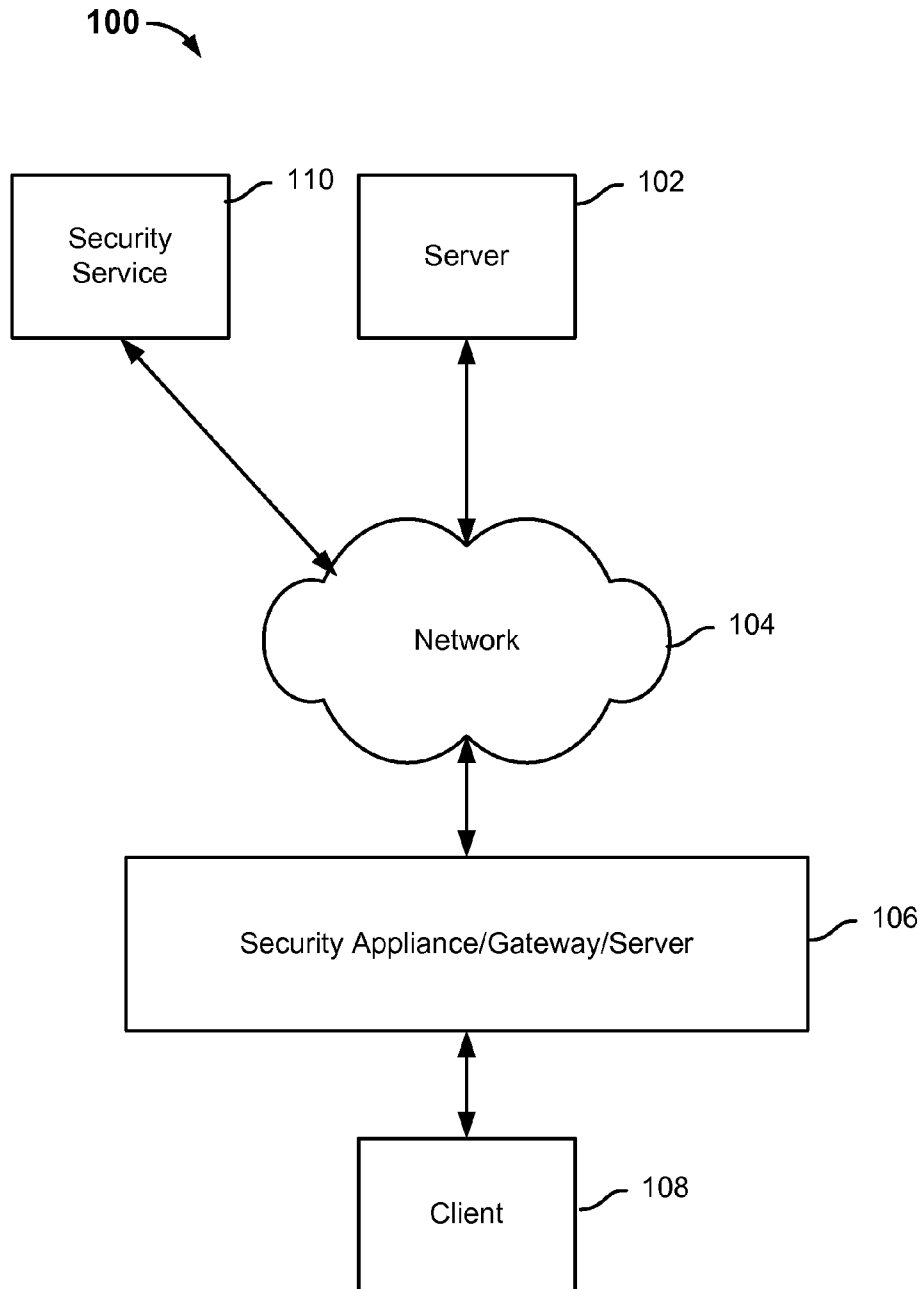 100
110
102
Security
Service
Server
Network
104
Security Appliance/Gateway/Server
106
Client
108